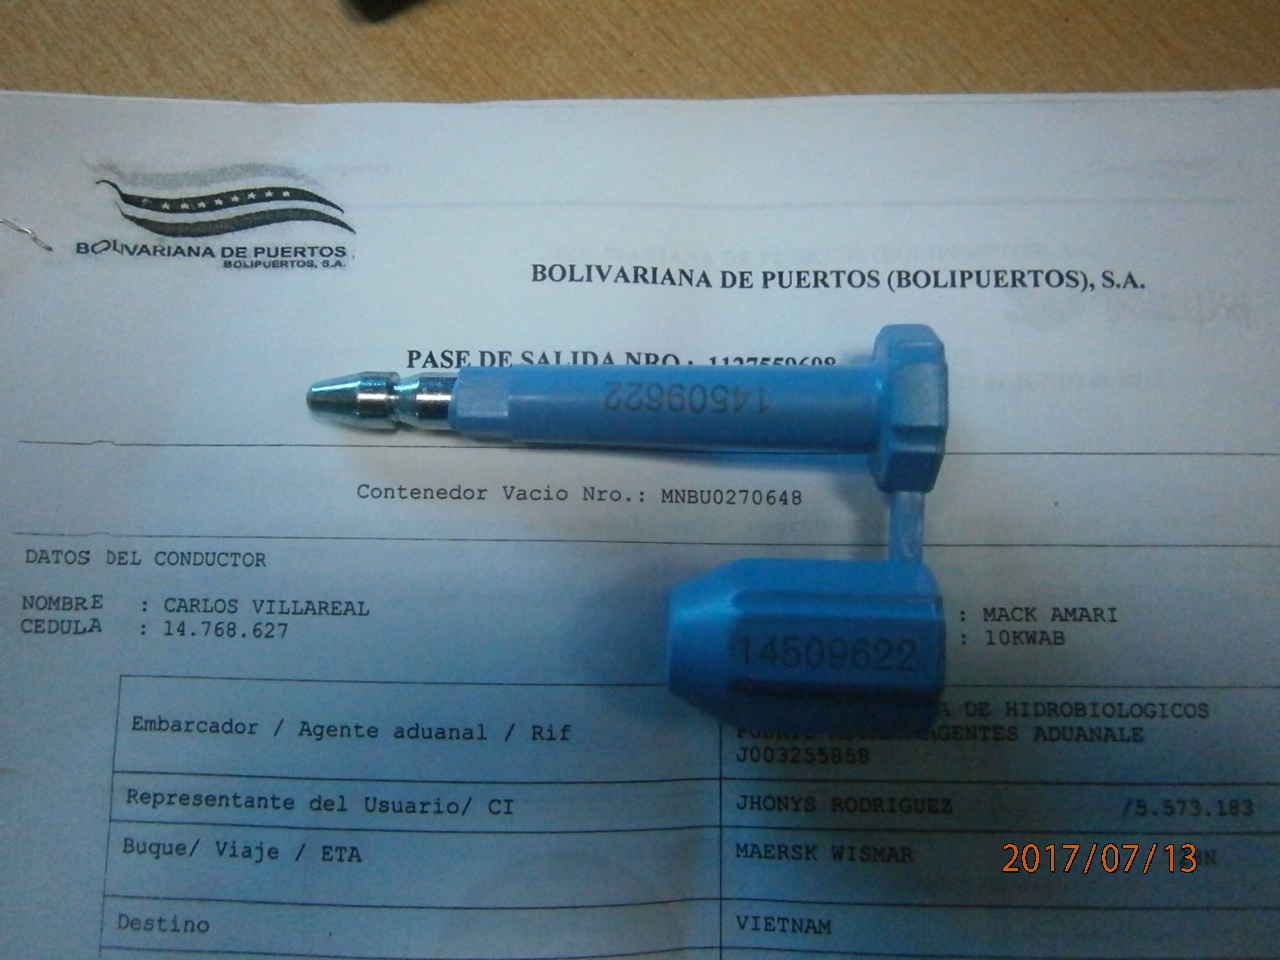 BOLIVARIANA DE PUERTOS
BOLIPUERTOS, S.A.
BOLIVARIANA DE PUERTOS (BOLIPUERTOS), S.A.
PASE DE SALIDA NRO.: 1127559608
14509622
Contenedor Vacio Nro.: MNBU0270648
DATOS DEL CONDUCTOR
NOMBRE : CARLOS VILLAREAL : MACK AMARI
CEDULA : 14.768.627 : 10KWAB
14509622
Embarcador / Agente aduanal / Rif
DE HIDROBIOLOGICOS
AGENTES ADUANALE
J003255858
Representante del Usuario/ CI JHONYS RODRIGUEZ /5.573.183
Buque/ Viaje / ETA MAERSK WISMAR
2017/07/13
Destino VIETNAM